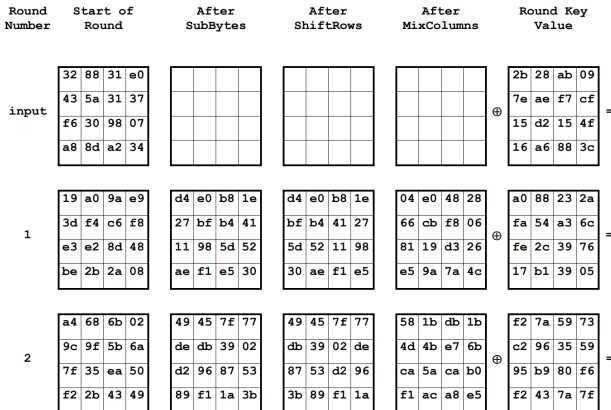 Round Number Start of Round After SubBytes After ShiftRows After MixColumns Round Key Value
input
32 88 31 e0 2b 28 ab 09
43 5a 31 37 7e ae f7 cf
⊕ =
f6 30 98 07 15 d2 15 4f
a8 8d a2 34 16 a6 88 3c
19 a0 9a e9 d4 e0 b8 1e d4 e0 b8 1e 04 e0 48 28 a0 88 23 2a
3d f4 c6 f8 27 bf b4 41 bf b4 41 27 66 cb f8 06 fa 54 a3 6c
1 ⊕ =
e3 e2 8d 48 11 98 5d 52 5d 52 11 98 81 19 d3 26 fe 2c 39 76
be 2b 2a 08 ae f1 e5 30 30 ae f1 e5 e5 9a 7a 4c 17 b1 39 05
a4 68 6b 02 49 45 7f 77 49 45 7f 77 58 1b db 1b f2 7a 59 73
9c 9f 5b 6a de db 39 02 db 39 02 de 4d 4b e7 6b c2 96 35 59
2 ⊕ =
7f 35 ea 50 d2 96 87 53 87 53 d2 96 ca 5a ca b0 95 b9 80 f6
f2 2b 43 49 89 f1 1a 3b 3b 89 f1 1a f1 ac a8 e5 f2 43 7a 7f